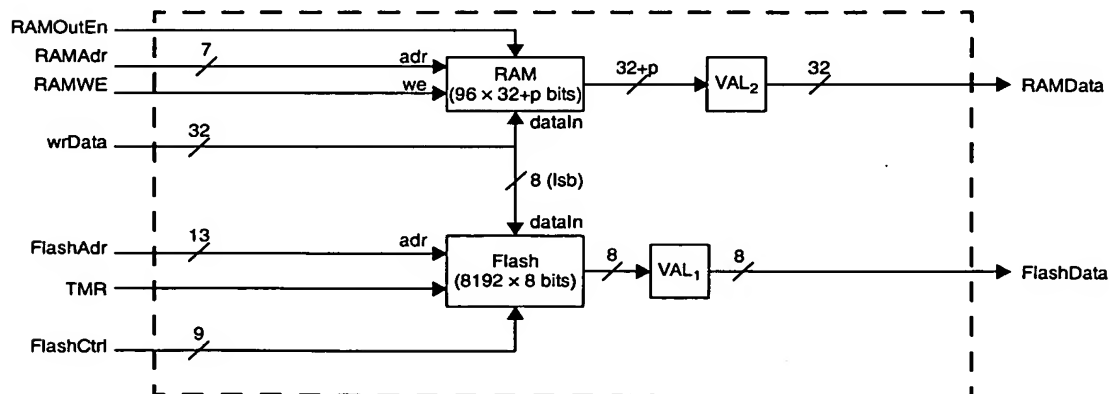 RAMOutEn
RAMAdr 7 adr
RAMWE we
RAM
(96 × 32+p bits)
32+p
VAL2
32
RAMData
dataIn
wrData 32
8 (lsb)
dataIn
FlashAdr 13 adr
TMR
Flash
(8192 × 8 bits)
8
VAL1
8
FlashData
FlashCtrl 9